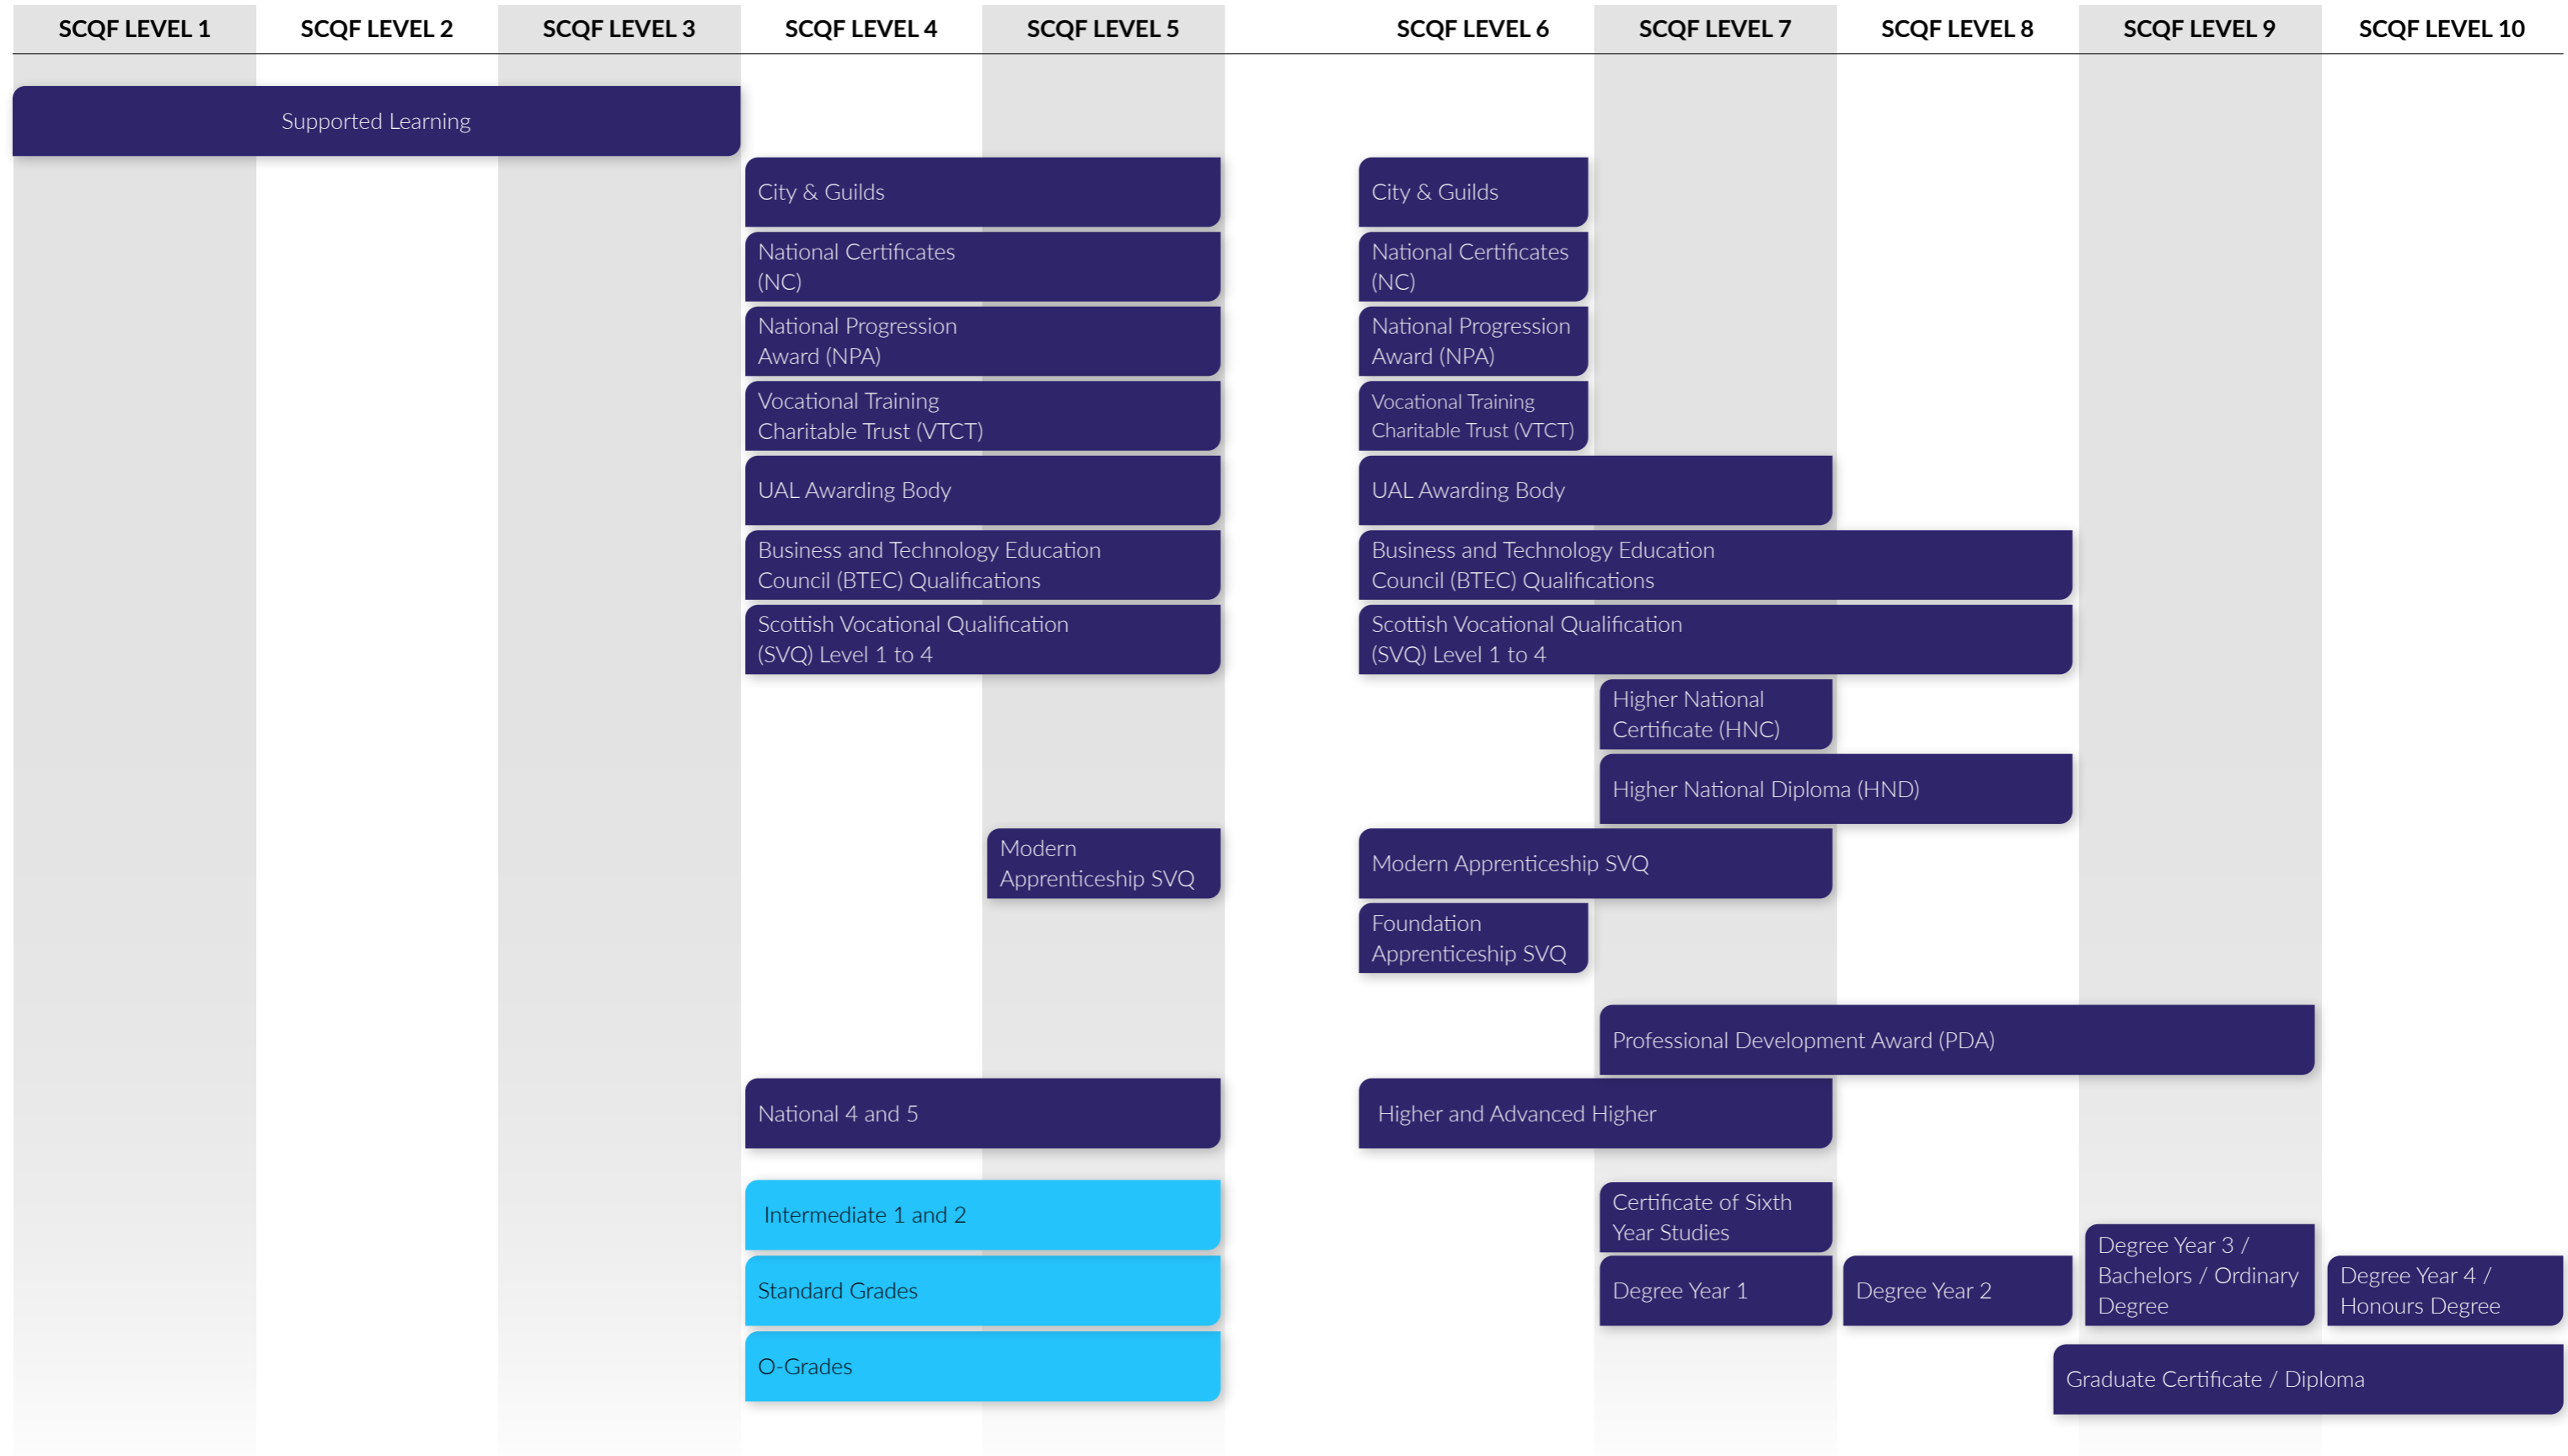 SCQF LEVEL 1
SCQF LEVEL 2
SCQF LEVEL 3
SCQF LEVEL 4
SCQF LEVEL 5
SCQF LEVEL 6
SCQF LEVEL 7
SCQF LEVEL 8
SCQF LEVEL 9
SCQF LEVEL 10
Supported Learning
City & Guilds
City & Guilds
National Certificates
(NC)
National Certificates
(NC)
National Progression
Award (NPA)
National Progression
Award (NPA)
Vocational Training
Charitable Trust (VTCT)
Vocational Training
Charitable Trust (VTCT)
UAL Awarding Body
UAL Awarding Body
Business and Technology Education
Council (BTEC) Qualifications
Business and Technology Education
Council (BTEC) Qualifications
Scottish Vocational Qualification
(SVQ) Level 1 to 4
Scottish Vocational Qualification
(SVQ) Level 1 to 4
Higher National
Certificate (HNC)
Higher National Diploma (HND)
Modern
Apprenticeship SVQ
Modern Apprenticeship SVQ
Foundation
Apprenticeship SVQ
Professional Development Award (PDA)
National 4 and 5
Higher and Advanced Higher
Intermediate 1 and 2
Certificate of Sixth
Year Studies
Standard Grades
Degree Year 1
Degree Year 2
Degree Year 3 /
Bachelors / Ordinary
Degree
Degree Year 4 /
Honours Degree
O-Grades
Graduate Certificate / Diploma